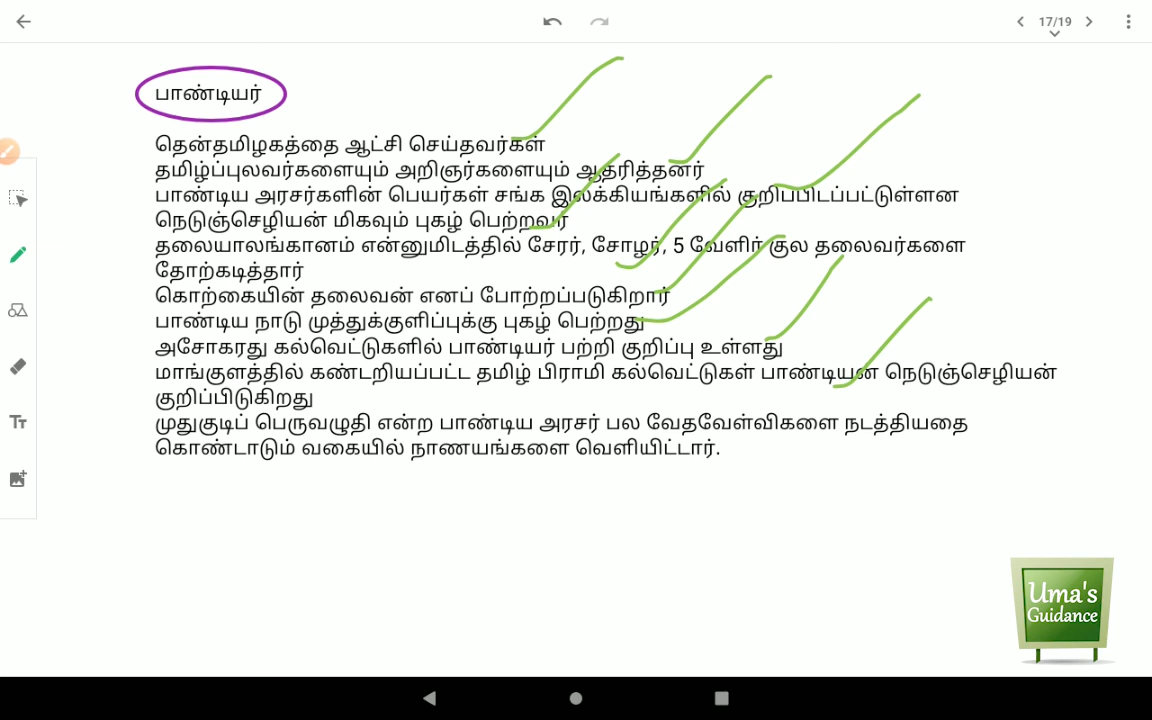 17/19
பாண்டியர்
தென்தமிழகத்தை ஆட்சி செய்தவர்கள்
தமிழ்ப்புலவர்களையும் அறிஞர்களையும் ஆதரித்தனர்
பாண்டிய அரசர்களின் பெயர்கள் சங்க இலக்கியங்களில் குறிப்பிடப்பட்டுள்ளன
நெடுஞ்செழியன் மிகவும் புகழ் பெற்றவர்
தலையாலங்கானம் என்னுமிடத்தில் சேரர், சோழர், 5 வேளிர் குல தலைவர்களை
தோற்கடித்தார்
கொற்கையின் தலைவன் எனப் போற்றப்படுகிறார்
பாண்டிய நாடு முத்துக்குளிப்புக்கு புகழ் பெற்றது
அசோகரது கல்வெட்டுகளில் பாண்டியர் பற்றி குறிப்பு உள்ளது
மாங்குளத்தில் கண்டறியப்பட்ட தமிழ் பிராமி கல்வெட்டுகள் பாண்டியன் நெடுஞ்செழியன்
குறிப்பிடுகிறது
முதுகுடிப் பெருவழுதி என்ற பாண்டிய அரசர் பல வேதவேள்விகளை நடத்தியதை
கொண்டாடும் வகையில் நாணயங்களை வெளியிட்டார்.
Tт
Uma's
Guidance